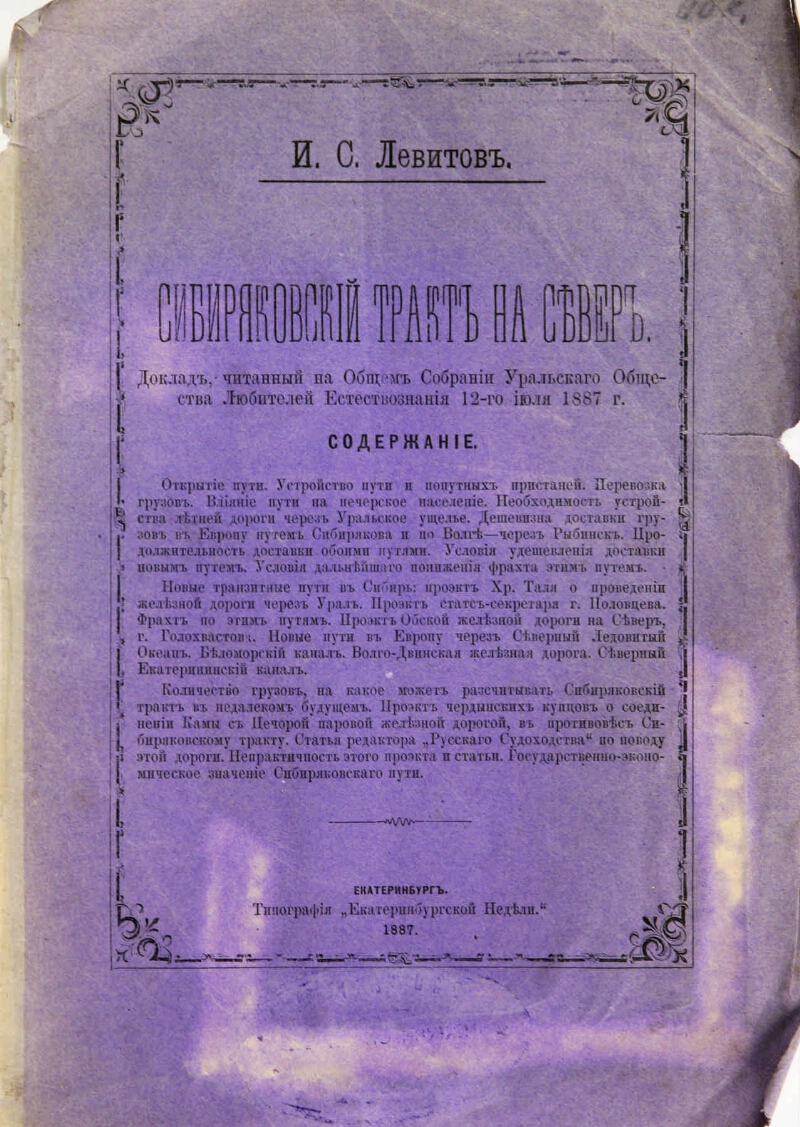 И. С. Левитовъ.
СИБИРЯКОВСКІЙ ТРАКТЪ НА СѢВЕРЪ.
Докладъ, читанный на Общемъ Собраніи Уральскаго Обще-
ства Любителей Естествознанія 12-го іюля 1887 г.
СОДЕРЖАНІЕ.
Открытіе пути. Устройство пути и попутныхъ пристаней. Перевозка
грузовъ. Вліяніе пути на печерское населеніе. Необходимость устрой-
ства лѣтней дороги черезъ Уральское ущелье. Дешевизна доставки гру-
зовъ въ Европу путемъ Сибирякова и по Волгѣ—черезъ Рыбинскъ. Про-
должительность доставки обоими путями. Условія удешевленія доставки
новымъ путемъ. Условія дальнѣйшаго пониженія фрахта этимъ путемъ.
Новые транзитные пути въ Сибирь: проэктъ Хр. Таля о проведеніи
желѣзной дороги черезъ Уралъ. Проэктъ статсъ-секретаря г. Половцева.
Фрахтъ по этимъ путямъ. Проэктъ Обской желѣзной дороги на Сѣверъ,
г. Голохвастова. Новые пути въ Европу черезъ Сѣверный Ледовитый
Океанъ. Бѣломорскій каналъ. Волго-Двинская желѣзная дорога. Сѣверный
Екатерининскій каналъ.
Количество грузовъ, на какое можетъ разсчитывать Сибиряковскій
трактъ въ недалекомъ будущемъ. Проэктъ чердынскихъ купцовъ о соеди-
неніи Камы съ Печорой паровой желѣзной дорогой, въ противовѣсъ Си-
биряковскому тракту. Статья редактора „Русскаго Судоходства“ по поводу
этой дороги. Непрактичность этого проэкта и статьи. Государственно-эконо-
мическое значеніе Сибиряковскаго пути.
ЕКАТЕРИНБУРГЪ.
Типографія „Екатеринбургской Недѣли.“
1887.